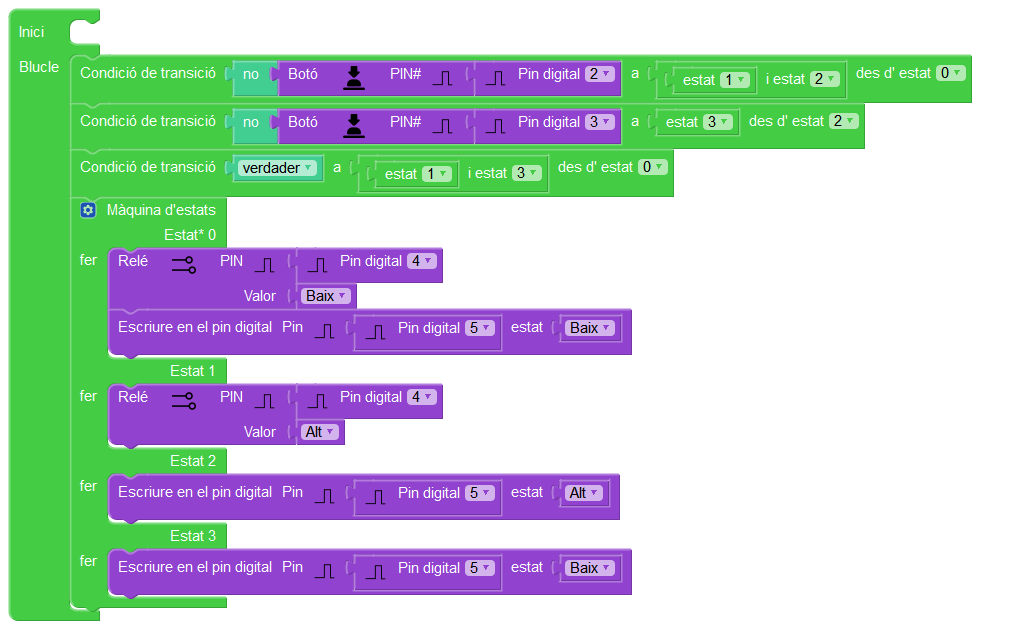 Inici
Blucle
Condició de transició no Botó PIN# Pin digital 2 a estat 1 i estat 2 des d' estat 0
Condició de transició no Botó PIN# Pin digital 3 a estat 3 des d' estat 2
Condició de transició verdader a estat 1 i estat 3 des d' estat 0
Màquina d'estats
Estat* 0
fer Relé PIN Pin digital 4
Valor Baix
Escriure en el pin digital Pin Pin digital 5 estat Baix
Estat 1
fer Relé PIN Pin digital 4
Valor Alt
Estat 2
fer Escriure en el pin digital Pin Pin digital 5 estat Alt
Estat 3
fer Escriure en el pin digital Pin Pin digital 5 estat Baix